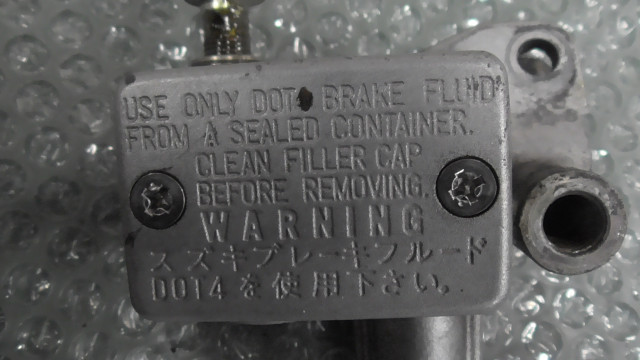 USE ONLY DOT4 BRAKE FLUID
FROM A SEALED CONTAINER.
CLEAN FILLER CAP
BEFORE REMOVING.
WARNING
スズキブレーキフルード
DOT4を使用下さい。